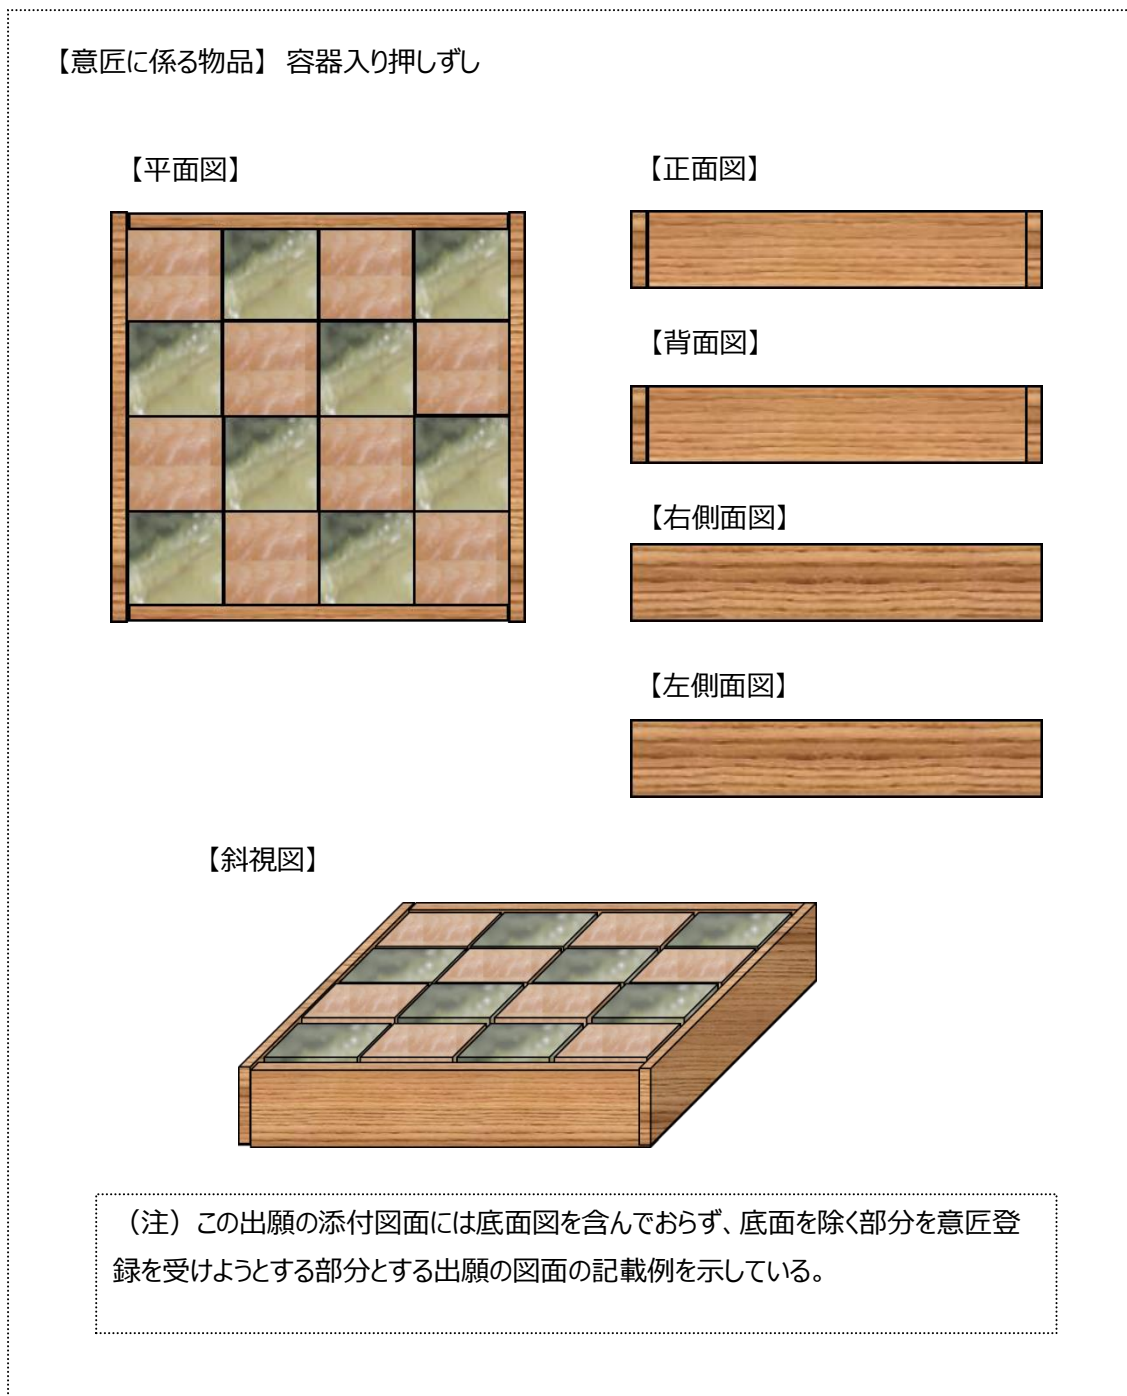 【意匠に係る物品】 容器入り押しずし
【平面図】
【正面図】
【背面図】
【右側面図】
【左側面図】
【斜視図】
（注）この出願の添付図面には底面図を含んでおらず、底面を除く部分を意匠登
録を受けようとする部分とする出願の図面の記載例を示している。